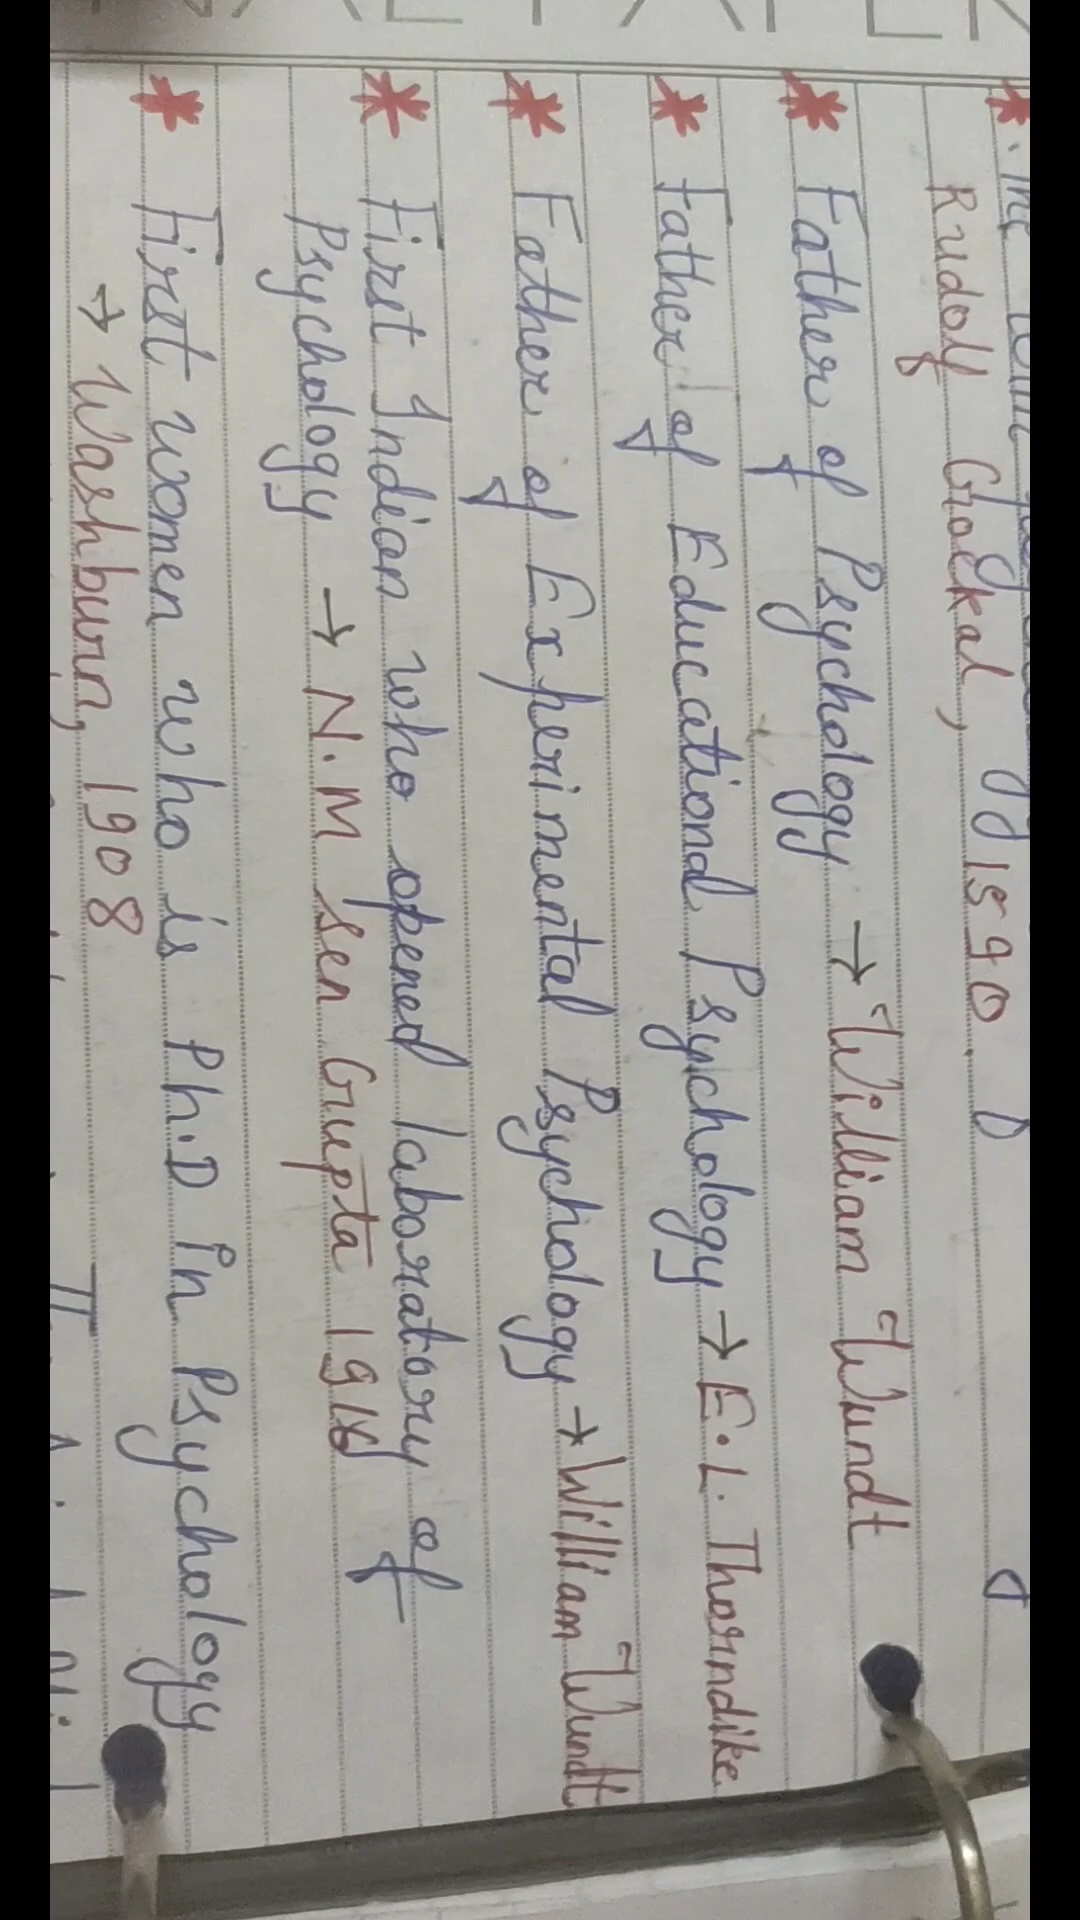 Rudolf Grockal, 1590
* Father of Psychology → William Wundt
* Father of Educational Psychology → E.L. Thorndike
* Father of Experimental Psychology → William Wundt
* First Indian who opened laboratory of
Psychology → N.M Sen Gupta 1916
* First women who is Ph.D in Psychology
→ Washburn, 1908